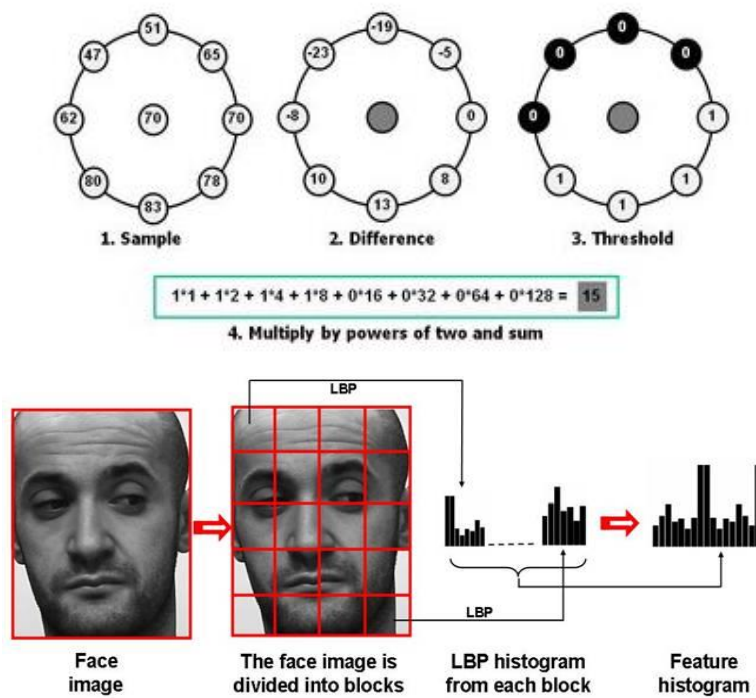 51
47 65
62 70 70
80 78
83
1. Sample
-19
-23 -5
-8 0
10 8
13
2. Difference
0
0 0
0 1
1 1
1
3. Threshold
1*1 + 1*2 + 1*4 + 1*8 + 0*16 + 0*32 + 0*64 + 0*128 = 15
4. Multiply by powers of two and sum
LBP
LBP
Face
image
The face image is
divided into blocks
LBP histogram
from each block
Feature
histogram